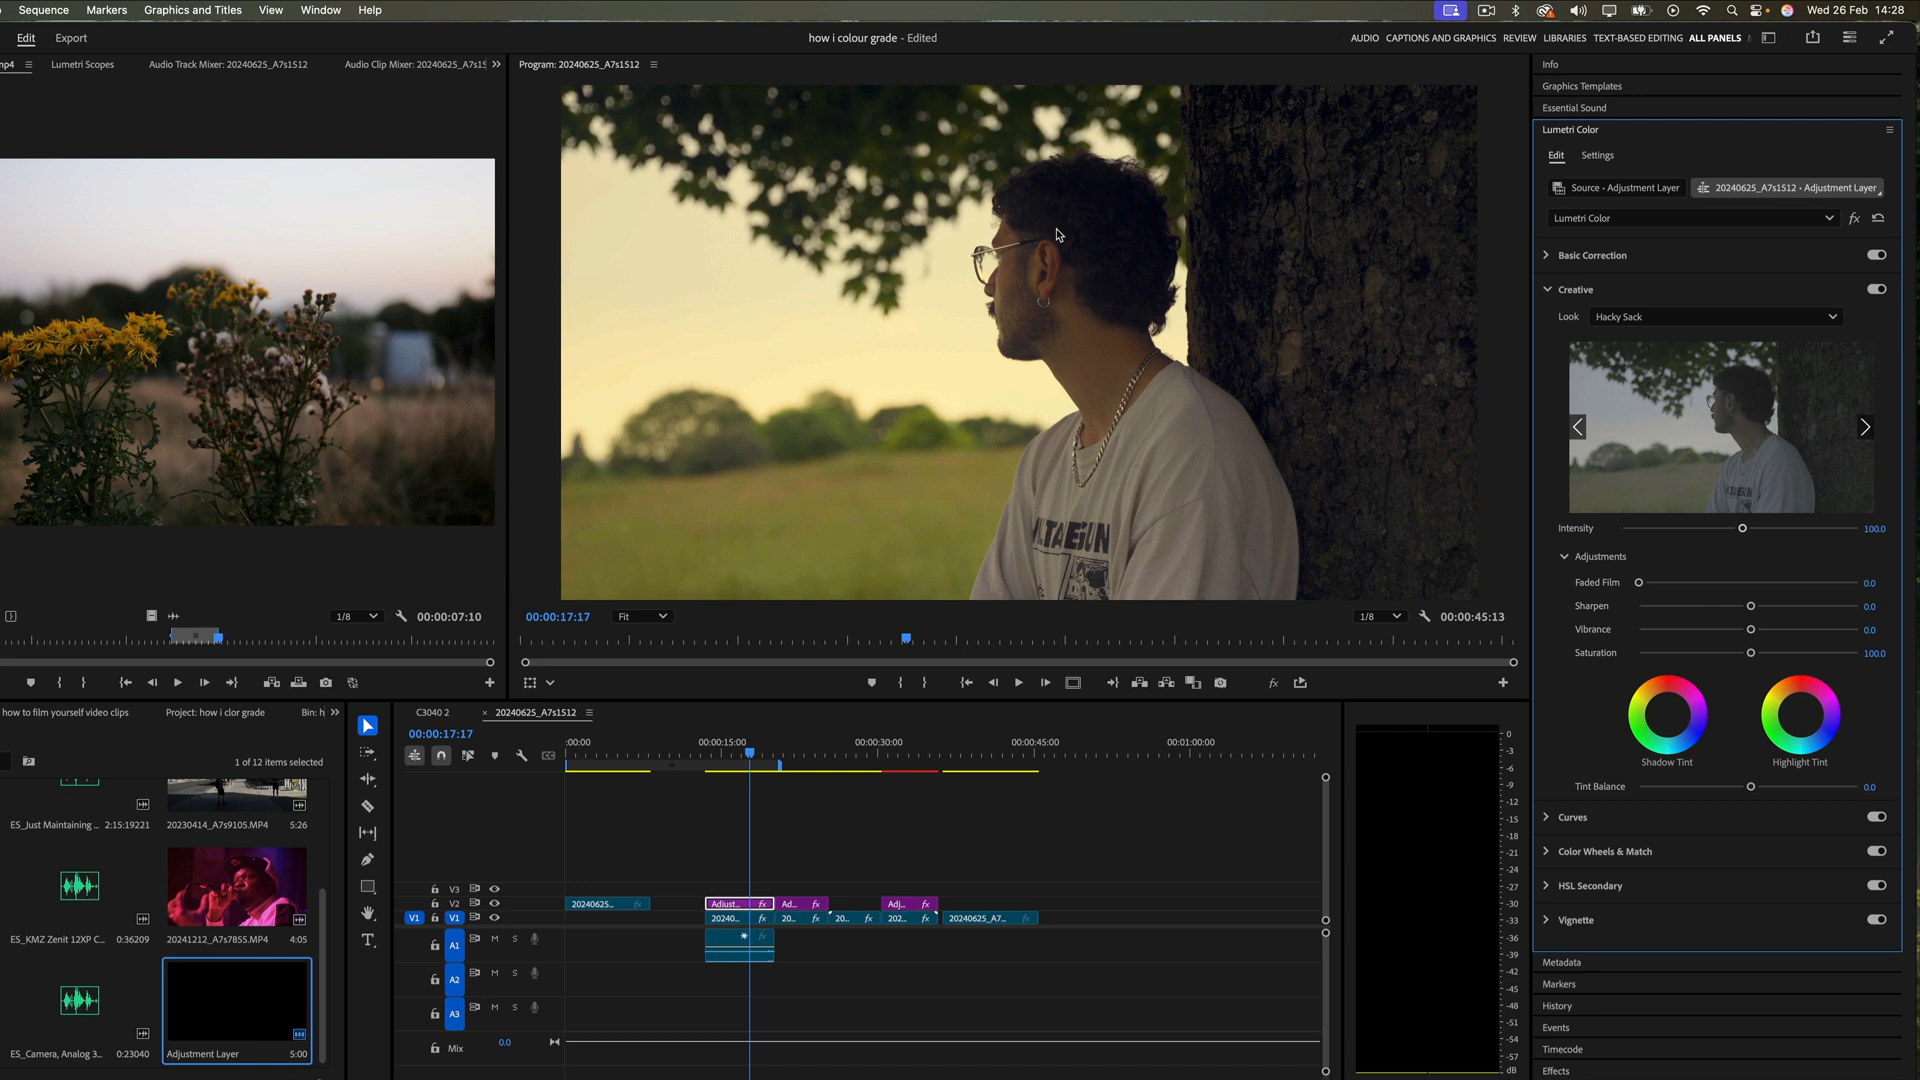 Sequence Markers Graphics and Titles View Window Help
Wed 26 Feb 14:28
Edit Export
how i colour grade - Edited
AUDIO CAPTIONS AND GRAPHICS REVIEW LIBRARIES TEXT-BASED EDITING ALL PANELS
mp4 Lumetri Scopes Audio Track Mixer: 20240625_A7s1512 Audio Clip Mixer: 20240625_A7s15
Program: 20240625_A7s1512
Info
Graphics Templates
Essential Sound
Lumetri Color
Edit Settings
Source • Adjustment Layer 20240625_A7s1512 • Adjustment Layer
Lumetri Color fx
Basic Correction
Creative
Look Hacky Sack
Intensity 100.0
Adjustments
Faded Film 0.0
Sharpen 0.0
Vibrance 0.0
Saturation 100.0
Shadow Tint Highlight Tint
Tint Balance 0.0
Curves
Color Wheels & Match
HSL Secondary
Vignette
Metadata
Markers
History
Events
Timecode
Effects
1/8 00:00:07:10
00:00:17:17 Fit 1/8 00:00:45:13
fx
how to film yourself video clips Project: how i clor grade Bin: h
1 of 12 items selected
ES_Just Maintaining ... 2:15:19221 20230414_A7s9105.MP4 5:26
ES_KMZ Zenit 12XP C... 0:36209 20241212_A7s7855.MP4 4:05
ES_Camera, Analog 3... 0:23040 Adjustment Layer 5:00
T
C3040 2 × 20240625_A7s1512
00:00:17:17
:00:00 00:00:15:00 00:00:30:00 00:00:45:00 00:01:00:00
CC
V3
V2 20240625... fx Adjust... fx Ad... fx Adj... fx
V1 V1 20240... fx 20... fx 20... fx 202... fx 20240625_A7... fx
A1 M S fx
A2 M S
A3 M S
Mix 0.0
0
-3
-6
-9
-12
-15
-18
-21
-24
-27
-30
-33
-36
-39
-42
-45
-48
-51
-54
-57
dB